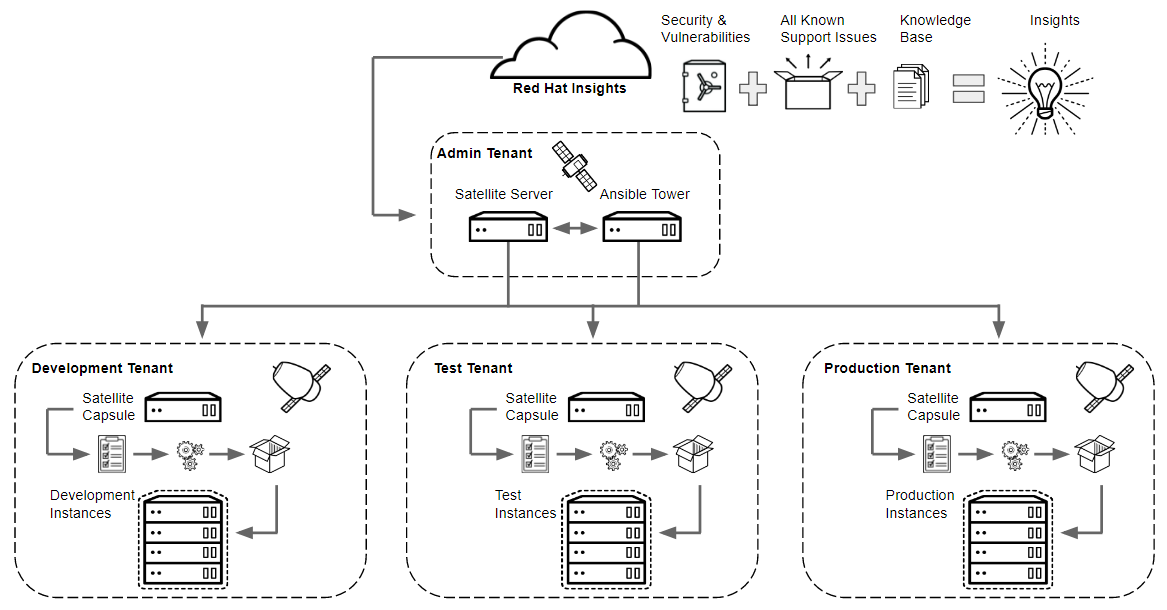 Security &
Vulnerabilities
All Known
Support Issues
Knowledge
Base
Insights
Red Hat Insights
Admin Tenant
Satellite Server
Ansible Tower
Development Tenant
Satellite
Capsule
Development
Instances
Test Tenant
Satellite
Capsule
Test
Instances
Production Tenant
Satellite
Capsule
Production
Instances